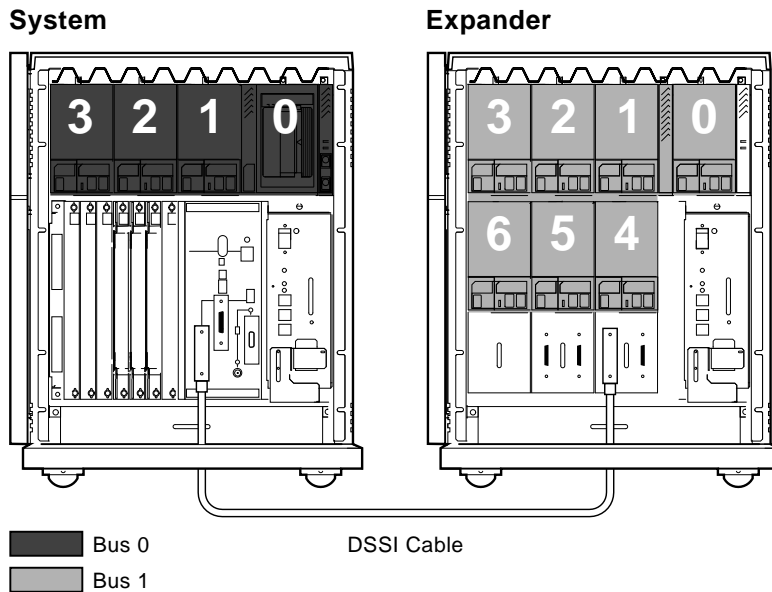 System
Expander
3 2 1 0
3 2 1 0
6 5 4
Bus 0
DSSI Cable
Bus 1